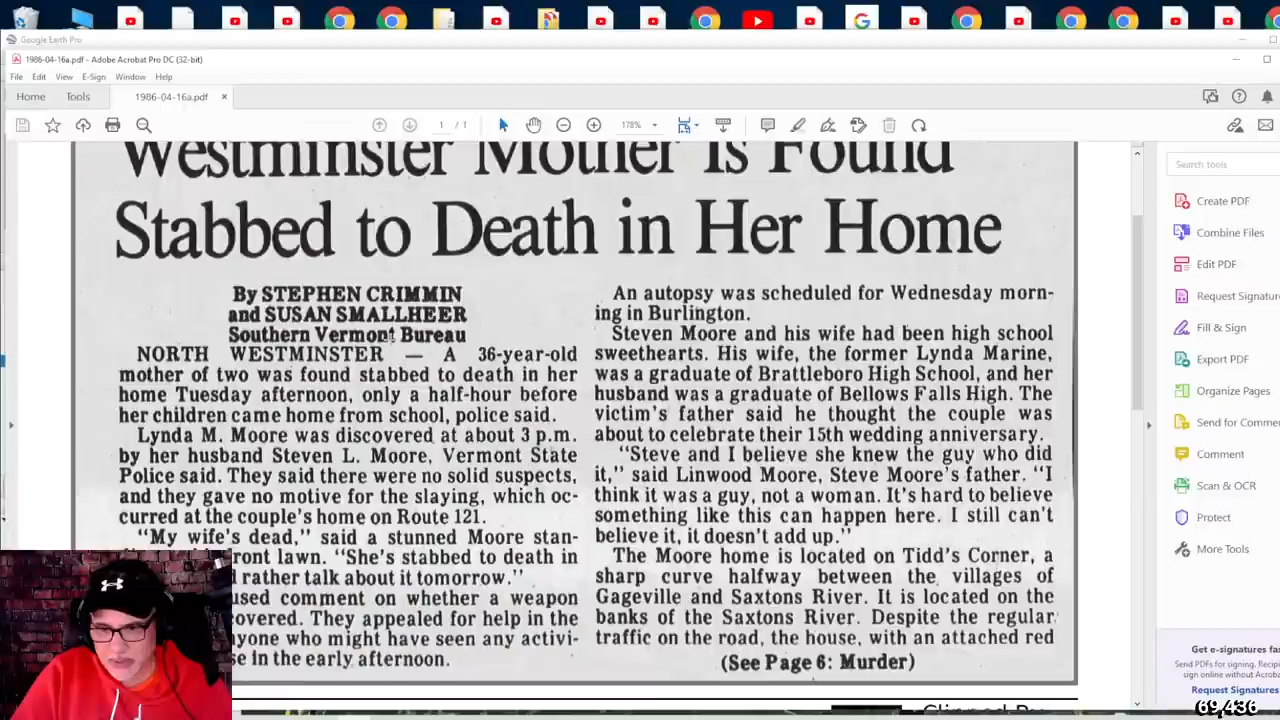 Google Earth Pro
1986-04-16a.pdf - Adobe Acrobat Pro DC (32-bit)
File Edit View E-Sign Window Help
Home Tools 1986-04-16a.pdf ×
1 / 1 178%
Search tools
Create PDF
Combine Files
Edit PDF
Request Signatur
Fill & Sign
Export PDF
Organize Pages
Send for Comme
Comment
Scan & OCR
Protect
More Tools
Get e-signatures fas
Send PDFs for signing. Recip
sign online without Acroba
Request Signatures
69,436
Westminster Mother Is Found
Stabbed to Death in Her Home
By STEPHEN CRIMMIN
and SUSAN SMALLHEER
Southern Vermont Bureau
NORTH WESTMINSTER — A 36-year-old
mother of two was found stabbed to death in her
home Tuesday afternoon, only a half-hour before
her children came home from school, police said.
Lynda M. Moore was discovered at about 3 p.m.
by her husband Steven L. Moore, Vermont State
Police said. They said there were no solid suspects,
and they gave no motive for the slaying, which oc-
curred at the couple's home on Route 121.
"My wife's dead," said a stunned Moore stan-
ront lawn. "She's stabbed to death in
rather talk about it tomorrow."
used comment on whether a weapon
overed. They appealed for help in the
nyone who might have seen any activi-
se in the early afternoon.
An autopsy was scheduled for Wednesday morn-
ing in Burlington.
Steven Moore and his wife had been high school
sweethearts. His wife, the former Lynda Marine,
was a graduate of Brattleboro High School, and her
husband was a graduate of Bellows Falls High. The
victim's father said he thought the couple was
about to celebrate their 15th wedding anniversary.
"Steve and I believe she knew the guy who did
it," said Linwood Moore, Steve Moore's father. "I
think it was a guy, not a woman. It's hard to believe
something like this can happen here. I still can't
believe it, it doesn't add up."
The Moore home is located on Tidd's Corner, a
sharp curve halfway between the villages of
Gageville and Saxtons River. It is located on the
banks of the Saxtons River. Despite the regular
traffic on the road, the house, with an attached red
(See Page 6: Murder)